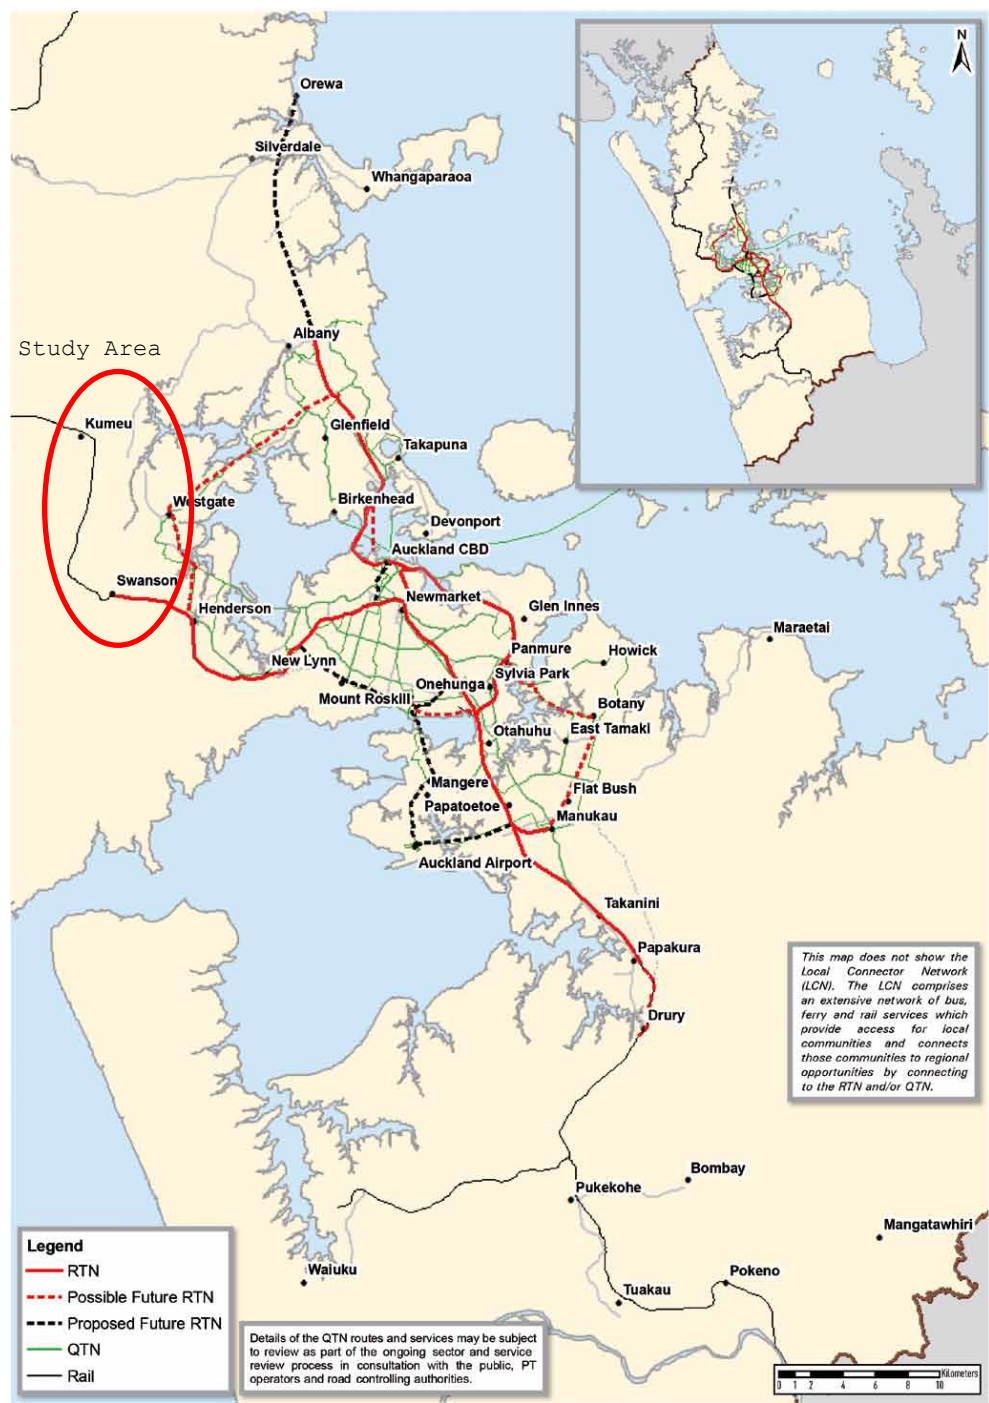 N
Orewa
Silverdale
Whangaparaoa
Albany
Study Area
Kumeu
Glenfield
Takapuna
Westgate
Birkenhead
Devonport
Auckland CBD
Swanson
Henderson
Newmarket
Glen Innes
Maraetai
Panmure
Howick
New Lynn
Sylvia Park
Onehunga
Mount Roskill
Botany
Otahuhu
East Tamaki
Mangere
Flat Bush
Papatoetoe
Manukau
Auckland Airport
Takanini
Papakura
This map does not show the
Local Connector Network
(LCN). The LCN comprises
an extensive network of bus,
ferry and rail services which
provide access for local
communities and connects
those communities to regional
opportunities by connecting
to the RTN and/or QTN.
Drury
Bombay
Pukekohe
Mangatawhiri
Waiuku
Pokeno
Tuakau
Legend
RTN
Possible Future RTN
Proposed Future RTN
QTN
Rail
Details of the QTN routes and services may be subject
to review as part of the ongoing sector and service
review process in consultation with the public, PT
operators and road controlling authorities.
Kilometers
0 1 2 4 6 8 10